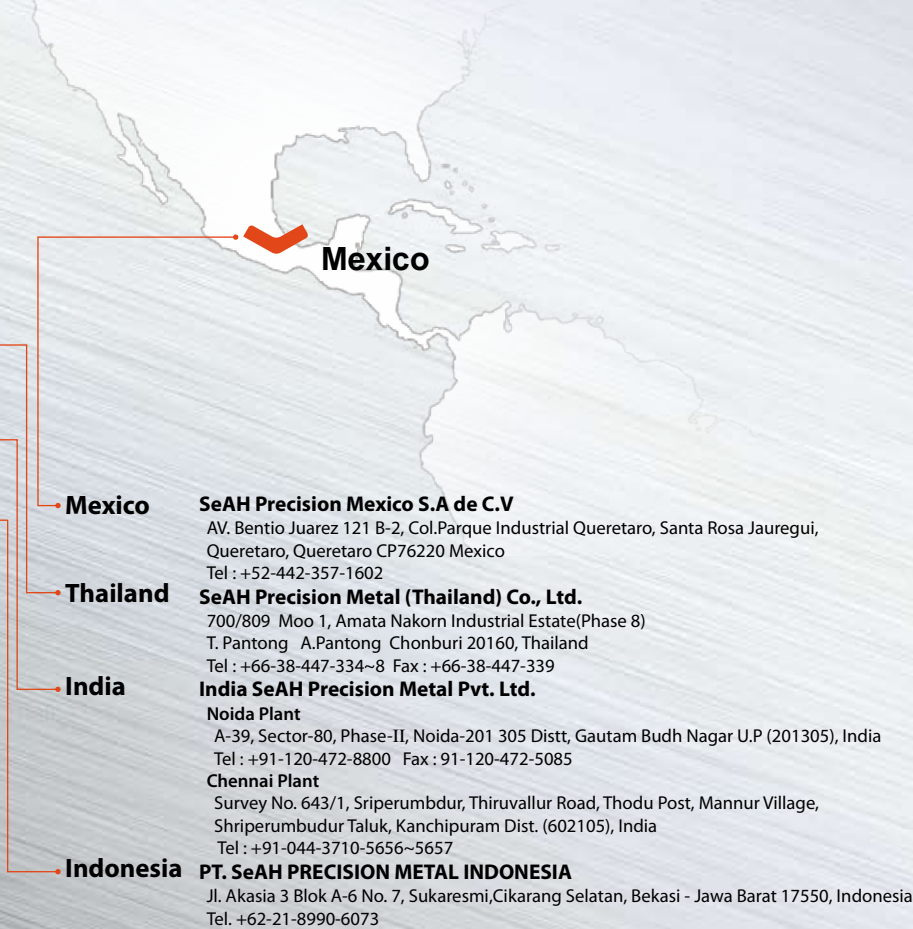 Mexico
Mexico
SeAH Precision Mexico S.A de C.V
AV. Bentio Juarez 121 B-2, Col.Parque Industrial Queretaro, Santa Rosa Jauregui,
Queretaro, Queretaro CP76220 Mexico
Tel : +52-442-357-1602
Thailand
SeAH Precision Metal (Thailand) Co., Ltd.
700/809 Moo 1, Amata Nakorn Industrial Estate(Phase 8)
T. Pantong A.Pantong Chonburi 20160, Thailand
Tel : +66-38-447-334~8 Fax : +66-38-447-339
India
India SeAH Precision Metal Pvt. Ltd.
Noida Plant
A-39, Sector-80, Phase-II, Noida-201 305 Distt, Gautam Budh Nagar U.P (201305), India
Tel : +91-120-472-8800 Fax : 91-120-472-5085
Chennai Plant
Survey No. 643/1, Sriperumbdur, Thiruvallur Road, Thodu Post, Mannur Village,
Shriperumbudur Taluk, Kanchipuram Dist. (602105), India
Tel : +91-044-3710-5656~5657
Indonesia
PT. SeAH PRECISION METAL INDONESIA
Jl. Akasia 3 Blok A-6 No. 7, Sukaresmi,Cikarang Selatan, Bekasi - Jawa Barat 17550, Indonesia
Tel. +62-21-8990-6073